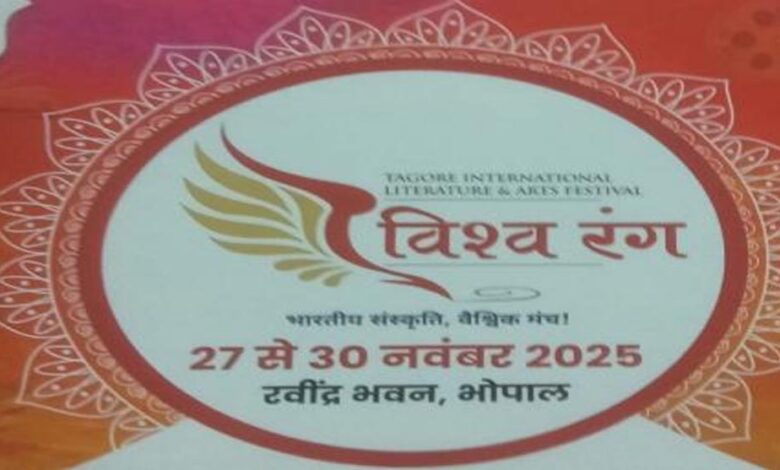 TAGORE INTERNATIONAL
LITERATURE & ARTS FESTIVAL
विश्व रंग
भारतीय संस्कृति, वैश्विक मंच!
27 से 30 नवंबर 2025
रवींद्र भवन, भोपाल